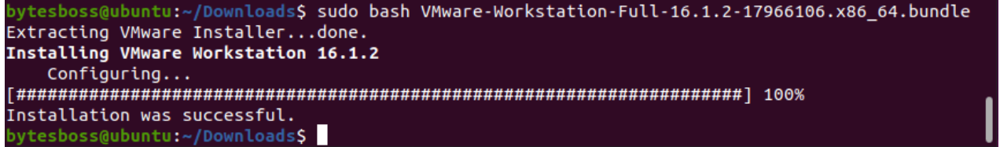 bytesboss@ubuntu:~/Downloads$ sudo bash VMware-Workstation-Full-16.1.2-17966106.x86_64.bundle
Extracting VMware Installer...done.
Installing VMware Workstation 16.1.2
    Configuring...
[######################################################################] 100%
Installation was successful.
bytesboss@ubuntu:~/Downloads$